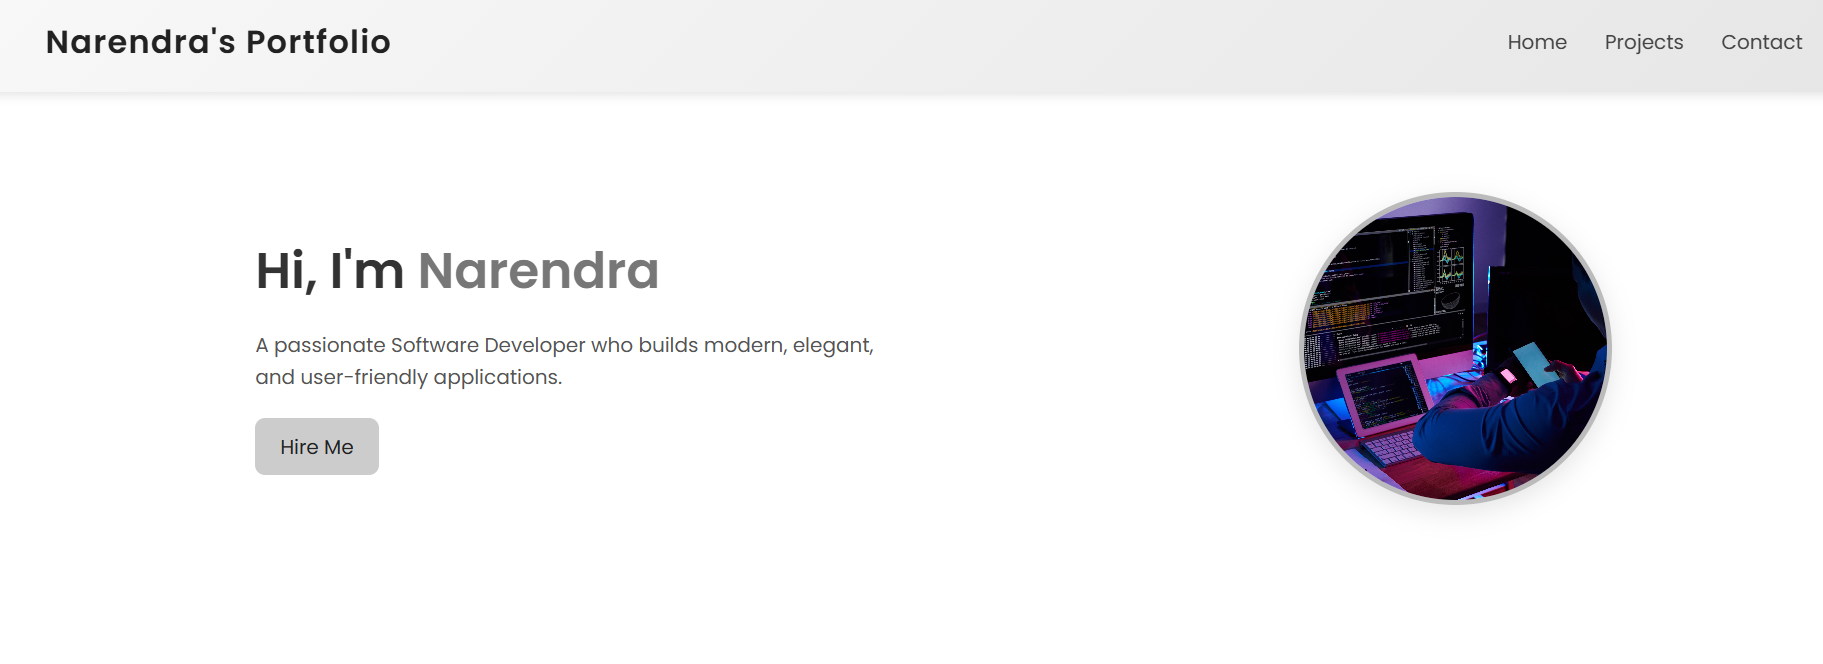 Narendra's Portfolio
Home Projects Contact
Hi, I'm Narendra
A passionate Software Developer who builds modern, elegant,
and user-friendly applications.
Hire Me